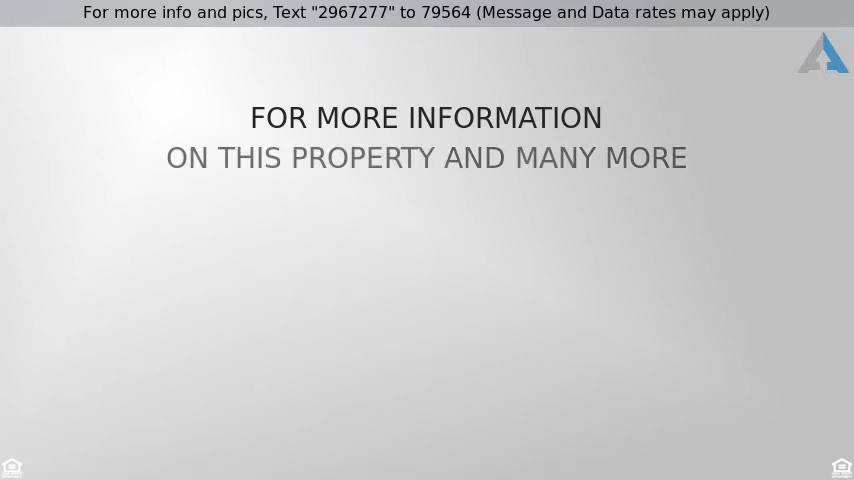 For more info and pics, Text "2967277" to 79564 (Message and Data rates may apply)
FOR MORE INFORMATION
ON THIS PROPERTY AND MANY MORE